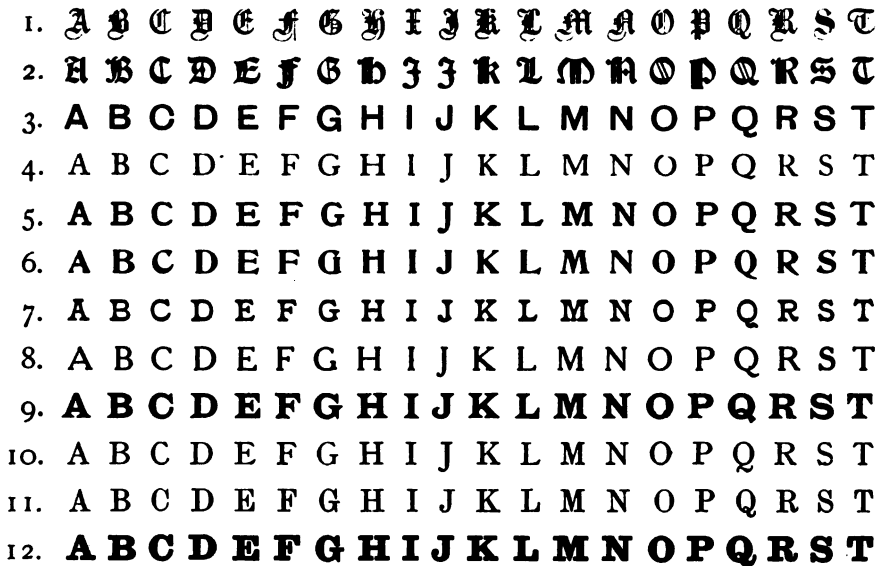 1. A B C D E F G H I J K L M N O P Q R S T
2. A B C D E F G H I J K L M N O P Q R S T
3. A B C D E F G H I J K L M N O P Q R S T
4. A B C D E F G H I J K L M N O P Q R S T
5. A B C D E F G H I J K L M N O P Q R S T
6. A B C D E F G H I J K L M N O P Q R S T
7. A B C D E F G H I J K L M N O P Q R S T
8. A B C D E F G H I J K L M N O P Q R S T
9. A B C D E F G H I J K L M N O P Q R S T
10. A B C D E F G H I J K L M N O P Q R S T
11. A B C D E F G H I J K L M N O P Q R S T
12. A B C D E F G H I J K L M N O P Q R S T